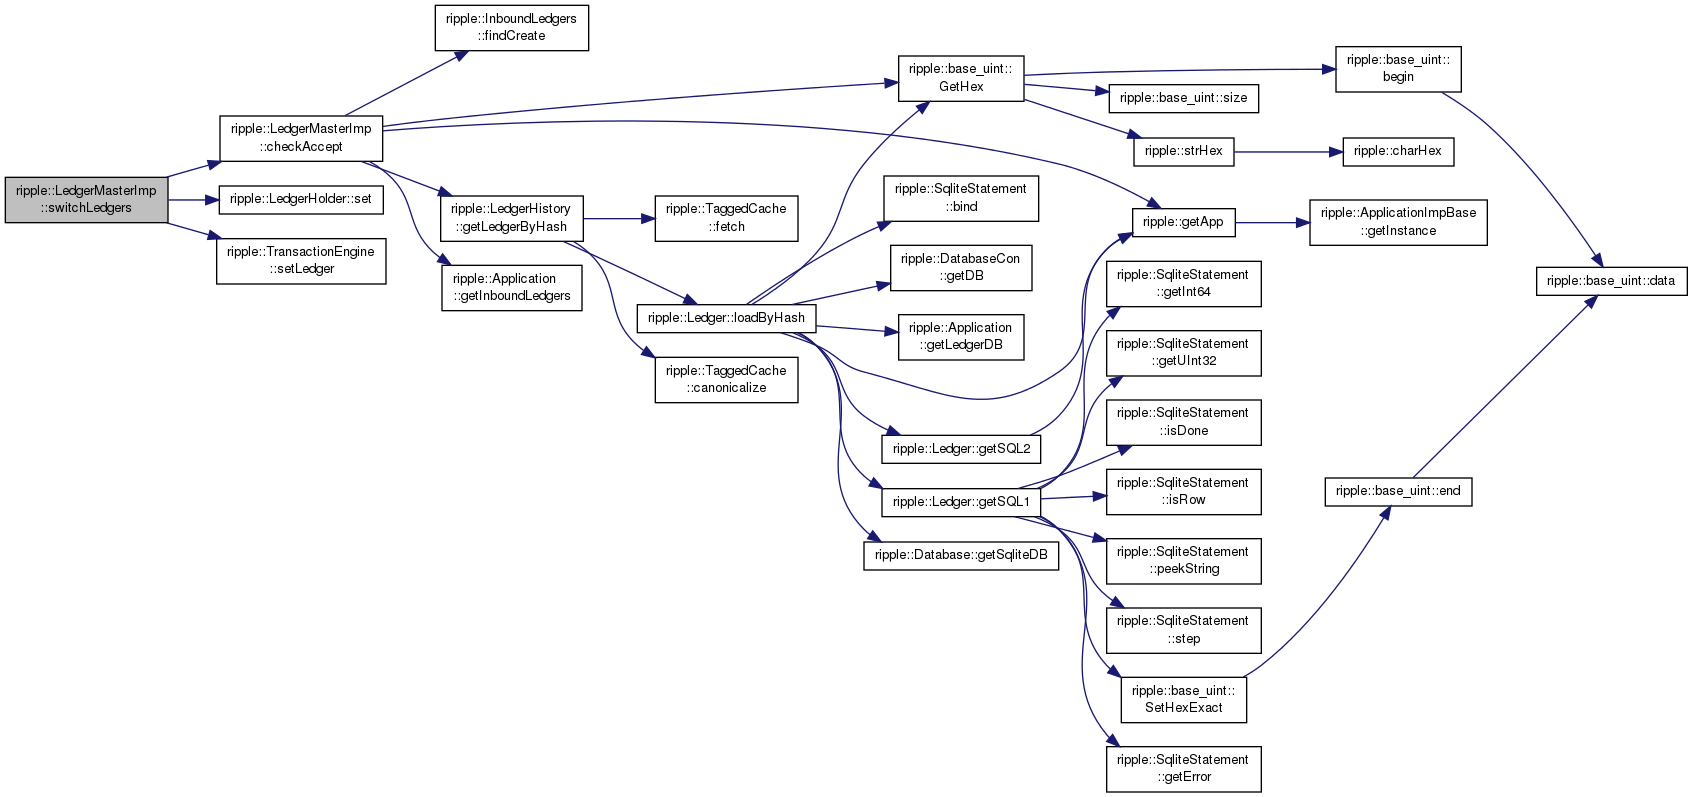 ripple::LedgerMasterImp
::switchLedgers
ripple::LedgerMasterImp
::checkAccept
ripple::LedgerHolder::set
ripple::TransactionEngine
::setLedger
ripple::InboundLedgers
::findCreate
ripple::LedgerHistory
::getLedgerByHash
ripple::Application
::getInboundLedgers
ripple::TaggedCache
::fetch
ripple::Ledger::loadByHash
ripple::TaggedCache
::canonicalize
ripple::base_uint::
GetHex
ripple::SqliteStatement
::bind
ripple::DatabaseCon
::getDB
ripple::Application
::getLedgerDB
ripple::Ledger::getSQL2
ripple::Ledger::getSQL1
ripple::Database::getSqliteDB
ripple::base_uint::size
ripple::strHex
ripple::getApp
ripple::SqliteStatement
::getInt64
ripple::SqliteStatement
::getUInt32
ripple::SqliteStatement
::isDone
ripple::SqliteStatement
::isRow
ripple::SqliteStatement
::peekString
ripple::SqliteStatement
::step
ripple::base_uint::
SetHexExact
ripple::SqliteStatement
::getError
ripple::base_uint::
begin
ripple::charHex
ripple::ApplicationImpBase
::getInstance
ripple::base_uint::end
ripple::base_uint::data